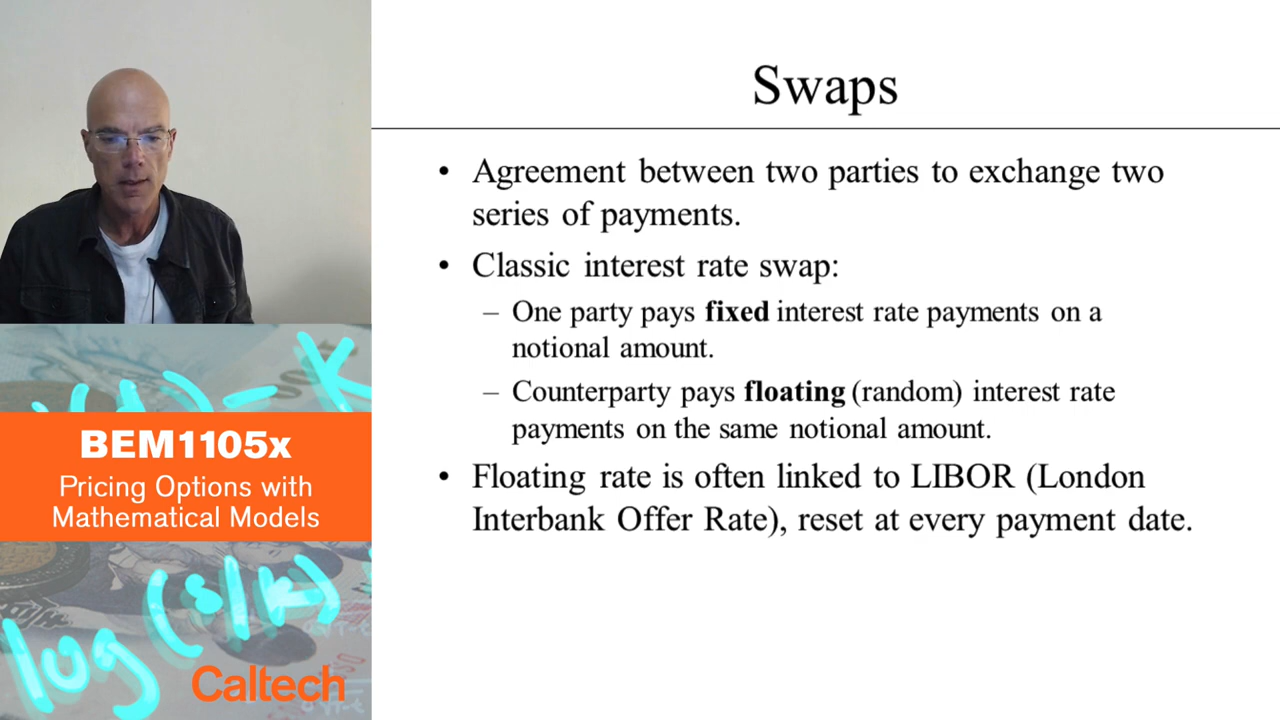 Swaps
• Agreement between two parties to exchange two
series of payments.
• Classic interest rate swap:
– One party pays fixed interest rate payments on a
notional amount.
– Counterparty pays floating (random) interest rate
payments on the same notional amount.
• Floating rate is often linked to LIBOR (London
Interbank Offer Rate), reset at every payment date.
BEM1105x
Pricing Options with
Mathematical Models
log(s/k)
Caltech